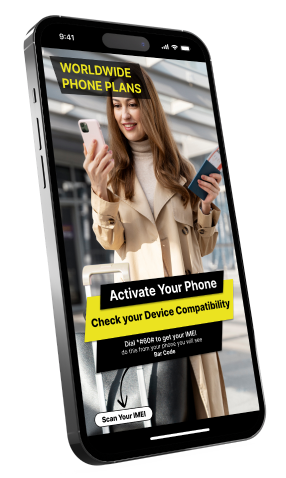 9:41
WORLDWIDE
PHONE PLANS
Activate Your Phone
Check your Device Compatibility
Dial *#60# to get your IMEI
do this from your phone you will see
Bar Code
Scan Your IMEI